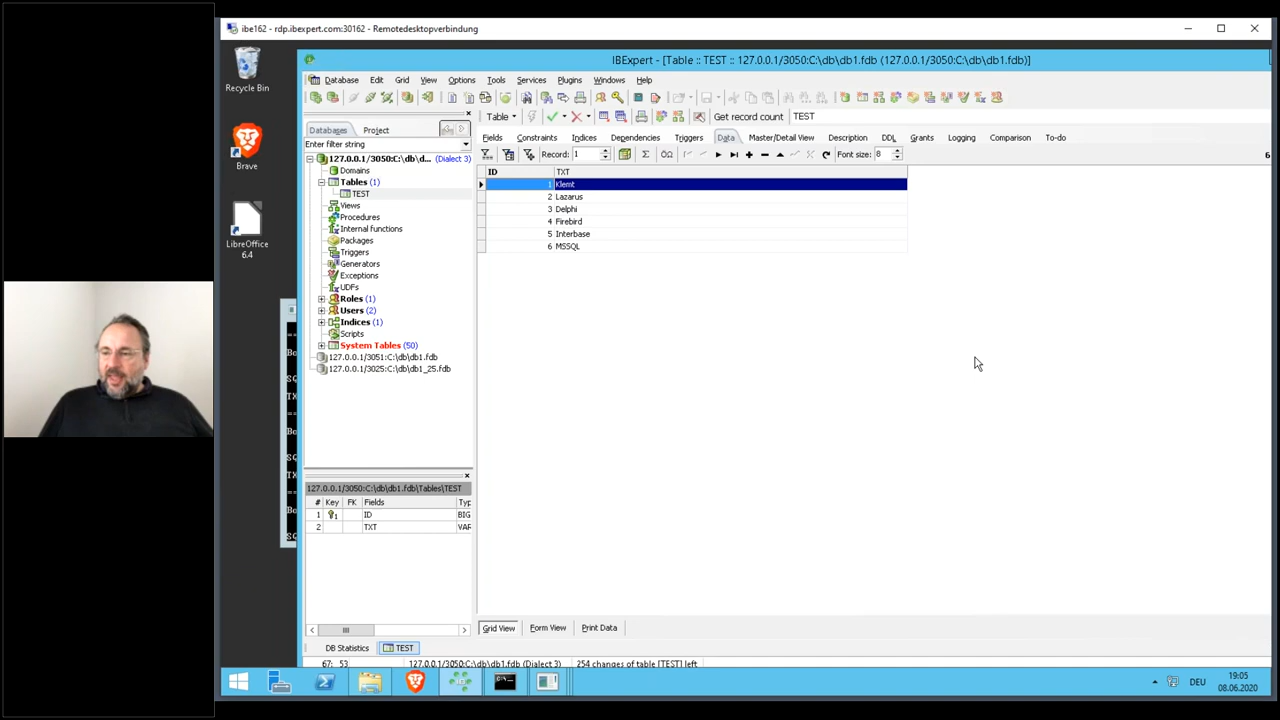 ibe162 - rdp.ibexpert.com:30162 - Remotedesktopverbindung
IBExpert - [Table :: TEST :: 127.0.0.1/3050:C:\db\db1.fdb (127.0.0.1/3050:C:\db\db1.fdb)]
Recycle Bin
Brave
LibreOffice
6.4
Database Edit Grid View Options Tools Services Plugins Windows Help
Table Get record count TEST
Databases Project
Enter filter string
Fields Constraints Indices Dependencies Triggers Data Master/Detail View Description DDL Grants Logging Comparison To-do
Record: 1 Σ Font size: 8 6
127.0.0.1/3050:C:\db\d... (Dialect 3)
Domains
Tables (1)
TEST
Views
Procedures
Internal functions
Packages
Triggers
Generators
Exceptions
UDFs
Roles (1)
Users (2)
Indices (1)
Scripts
System Tables (50)
127.0.0.1/3051:C:\db\db1.fdb
127.0.0.1/3025:C:\db\db1_25.fdb
ID TXT
1 Klemt
2 Lazarus
3 Delphi
4 Firebird
5 Interbase
6 MSSQL
127.0.0.1/3050:C:\db\db1.fdb\Tables\TEST
# Key FK Fields Typ
1 ID BIG
2 TXT VAR
Grid View Form View Print Data
DB Statistics TEST
67: 53 127.0.0.1/3050:C:\db\db1.fdb (Dialect 3) 254 changes of table [TEST] left
DEU
19:05
08.06.2020